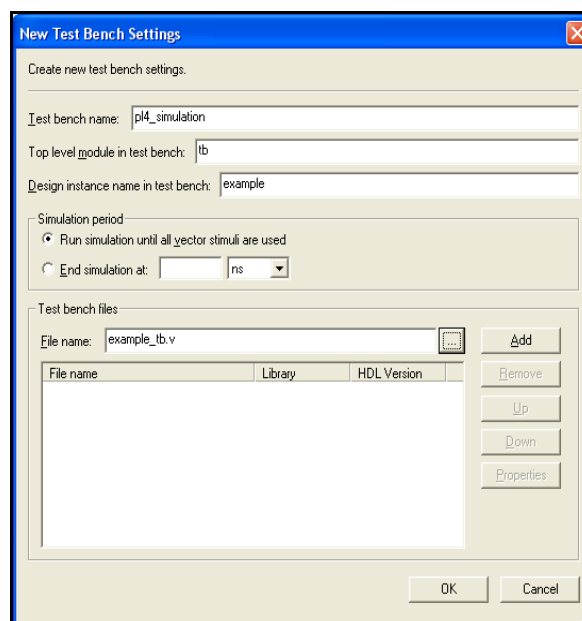 New Test Bench Settings
Create new test bench settings.
Test bench name: pl4_simulation
Top level module in test bench: tb
Design instance name in test bench: example
Simulation period
Run simulation until all vector stimuli are used
End simulation at: ns
Test bench files
File name: example_tb.v ... Add
File name Library HDL Version
Remove
Up
Down
Properties
OK Cancel